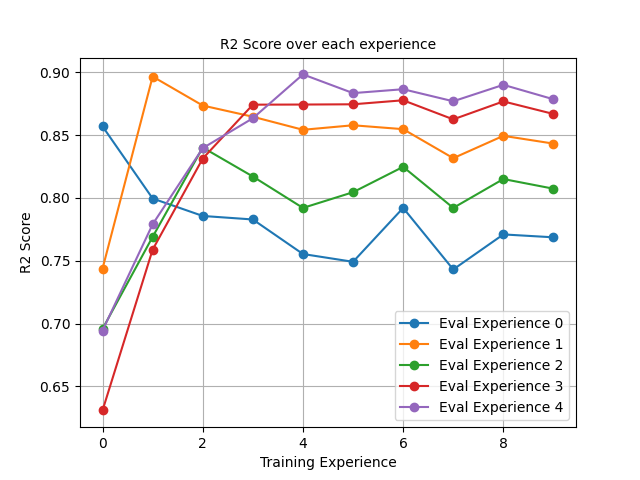 R2 Score over each experience
0.90
0.85
0.80
0.75
0.70
0.65
R2 Score
0
2
4
6
8
Training Experience
Eval Experience 0
Eval Experience 1
Eval Experience 2
Eval Experience 3
Eval Experience 4